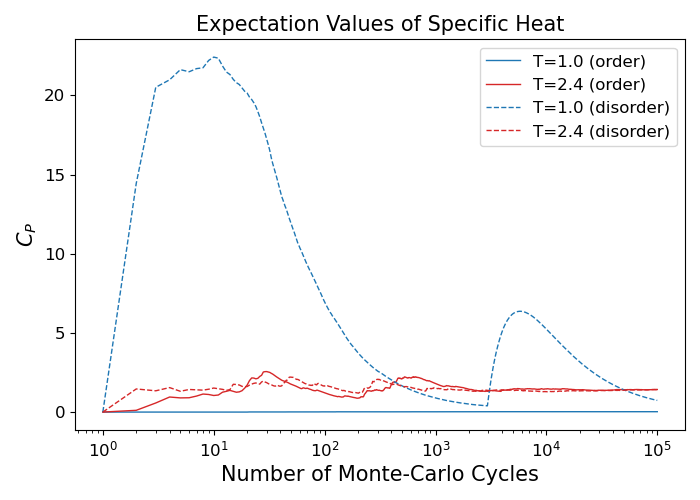 Expectation Values of Specific Heat
T=1.0 (order)
T=2.4 (order)
T=1.0 (disorder)
T=2.4 (disorder)
20
15
10
5
0
C_P
10^0 10^1 10^2 10^3 10^4 10^5
Number of Monte-Carlo Cycles